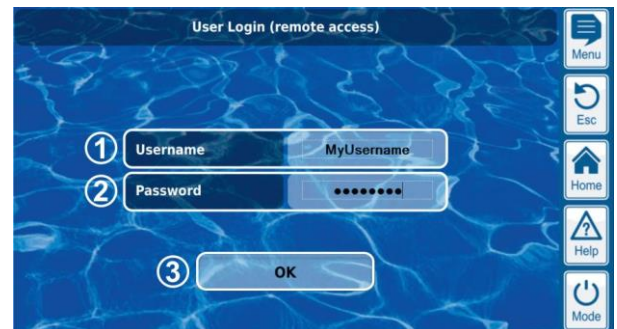 User Login (remote access)
Menu
Esc
1 Username MyUsername
2 Password ••••••••
Home
Help
3 OK
Mode